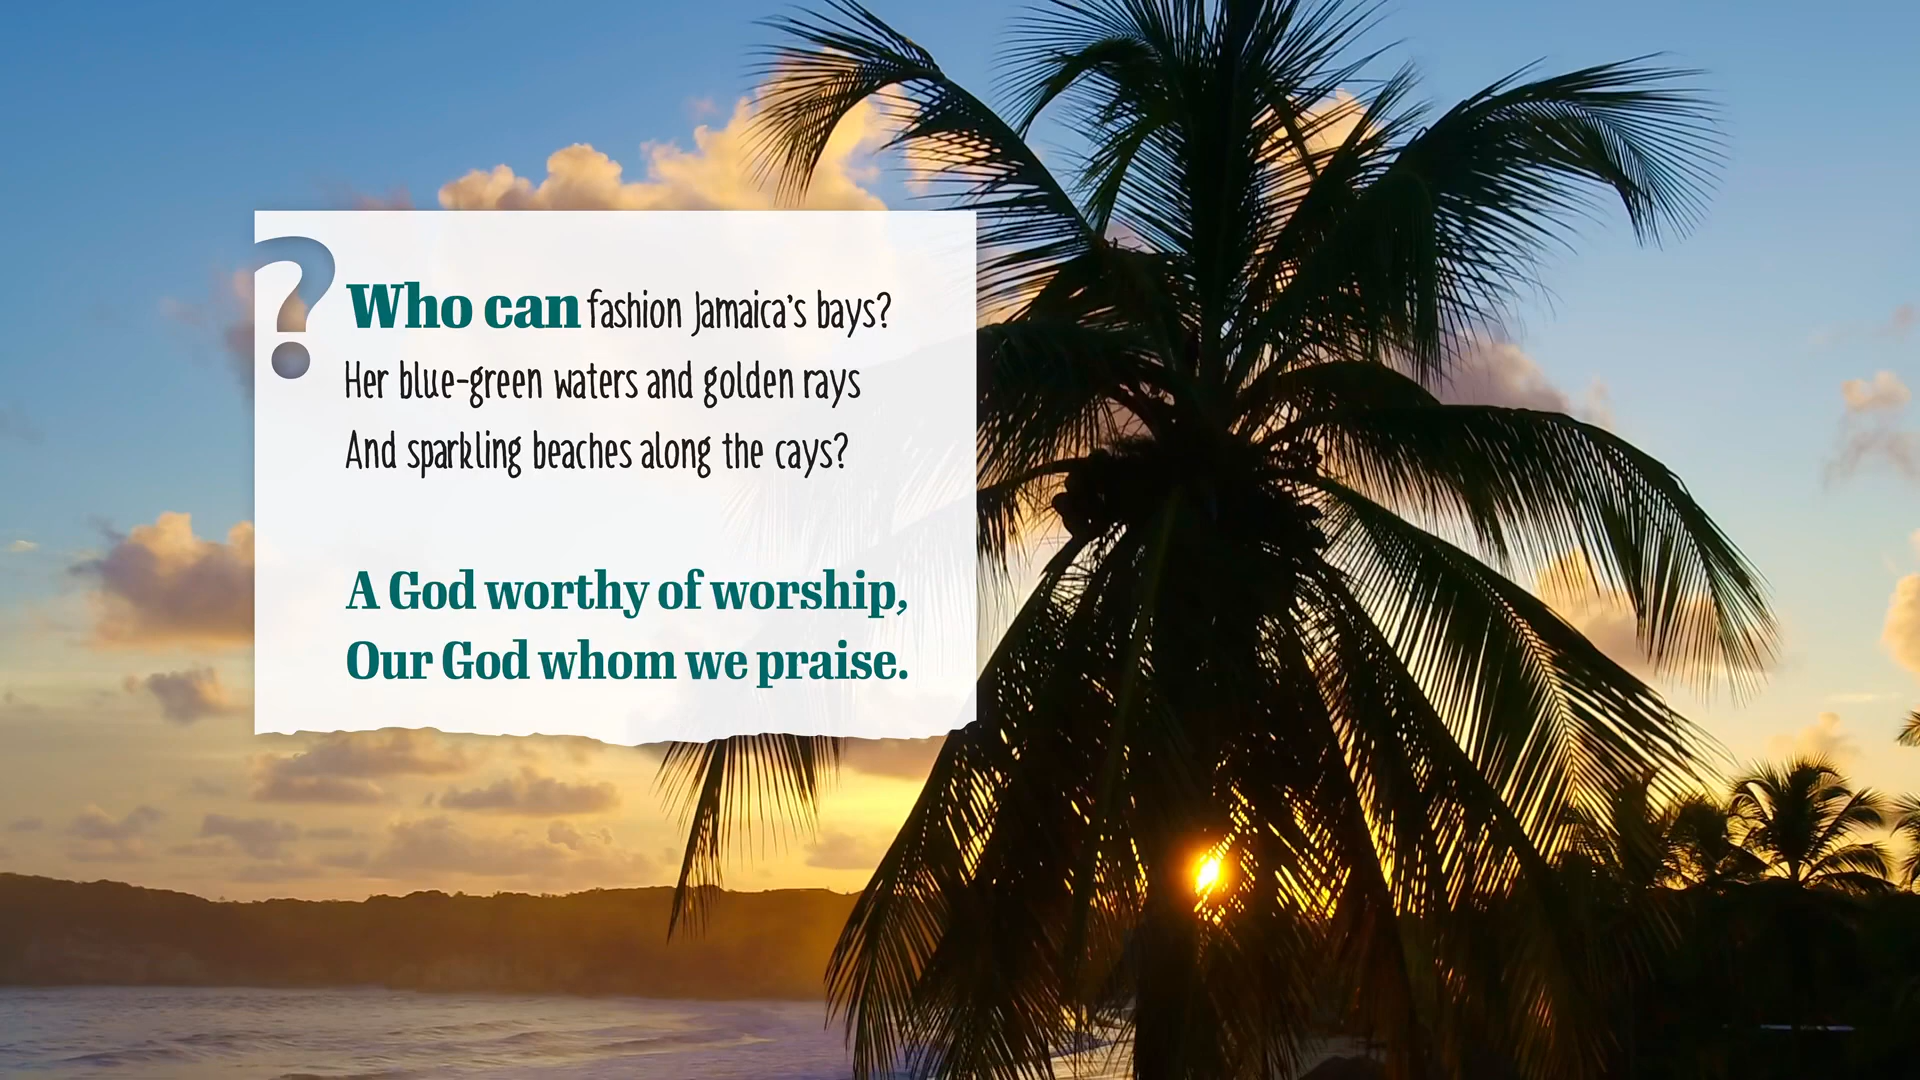 ?
Who can fashion Jamaica's bays?
Her blue-green waters and golden rays
And sparkling beaches along the cays?
A God worthy of worship,
Our God whom we praise.